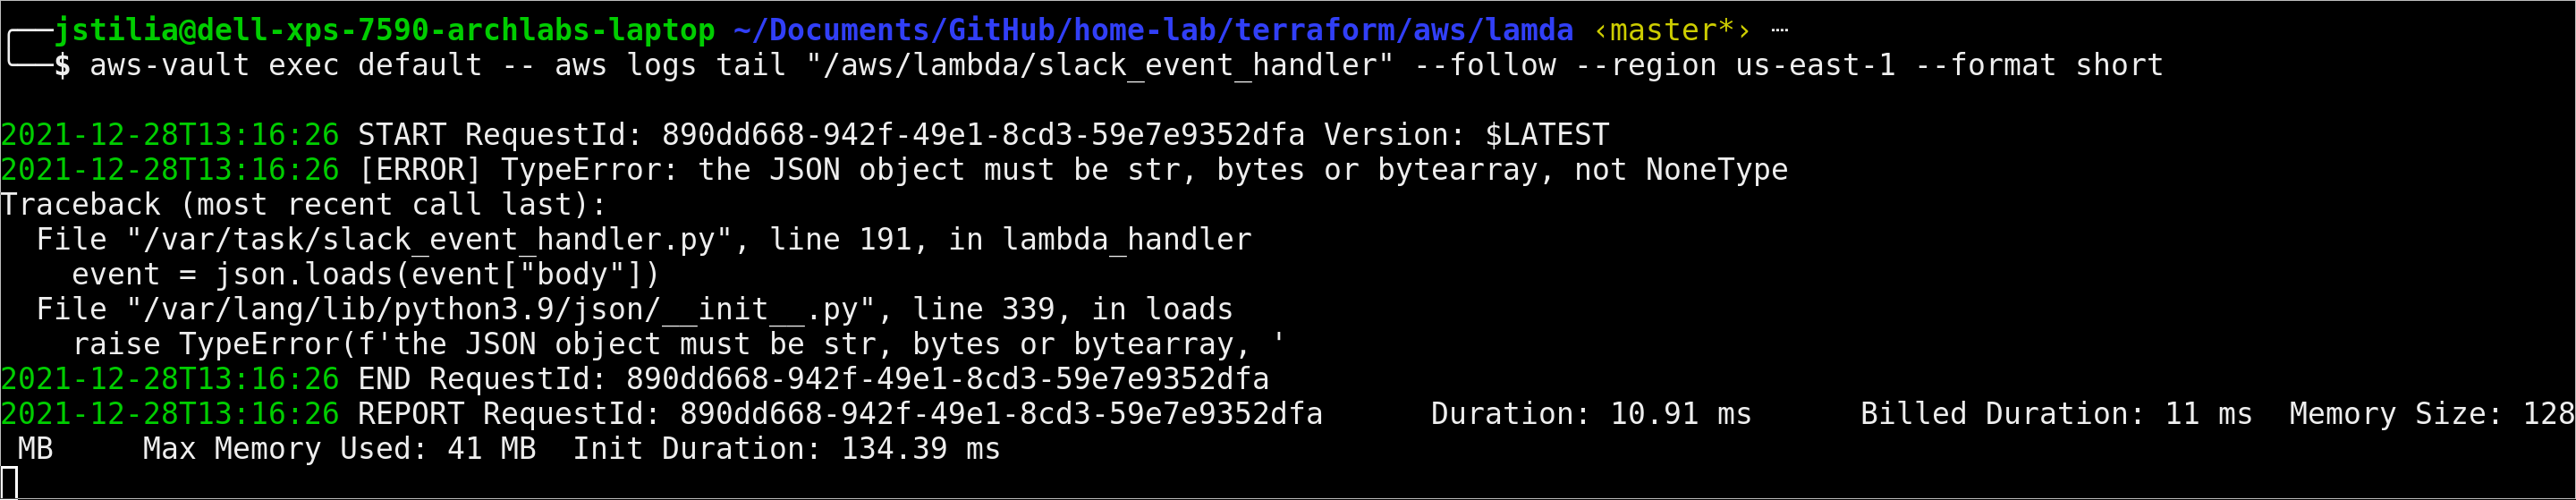 jstilia@dell-xps-7590-archlabs-laptop ~/Documents/GitHub/home-lab/terraform/aws/lamda ‹master*› ┈
$ aws-vault exec default -- aws logs tail "/aws/lambda/slack_event_handler" --follow --region us-east-1 --format short
2021-12-28T13:16:26 START RequestId: 890dd668-942f-49e1-8cd3-59e7e9352dfa Version: $LATEST
2021-12-28T13:16:26 [ERROR] TypeError: the JSON object must be str, bytes or bytearray, not NoneType
Traceback (most recent call last):
  File "/var/task/slack_event_handler.py", line 191, in lambda_handler
    event = json.loads(event["body"])
  File "/var/lang/lib/python3.9/json/__init__.py", line 339, in loads
    raise TypeError(f'the JSON object must be str, bytes or bytearray, '
2021-12-28T13:16:26 END RequestId: 890dd668-942f-49e1-8cd3-59e7e9352dfa
2021-12-28T13:16:26 REPORT RequestId: 890dd668-942f-49e1-8cd3-59e7e9352dfa      Duration: 10.91 ms      Billed Duration: 11 ms  Memory Size: 128
 MB     Max Memory Used: 41 MB  Init Duration: 134.39 ms